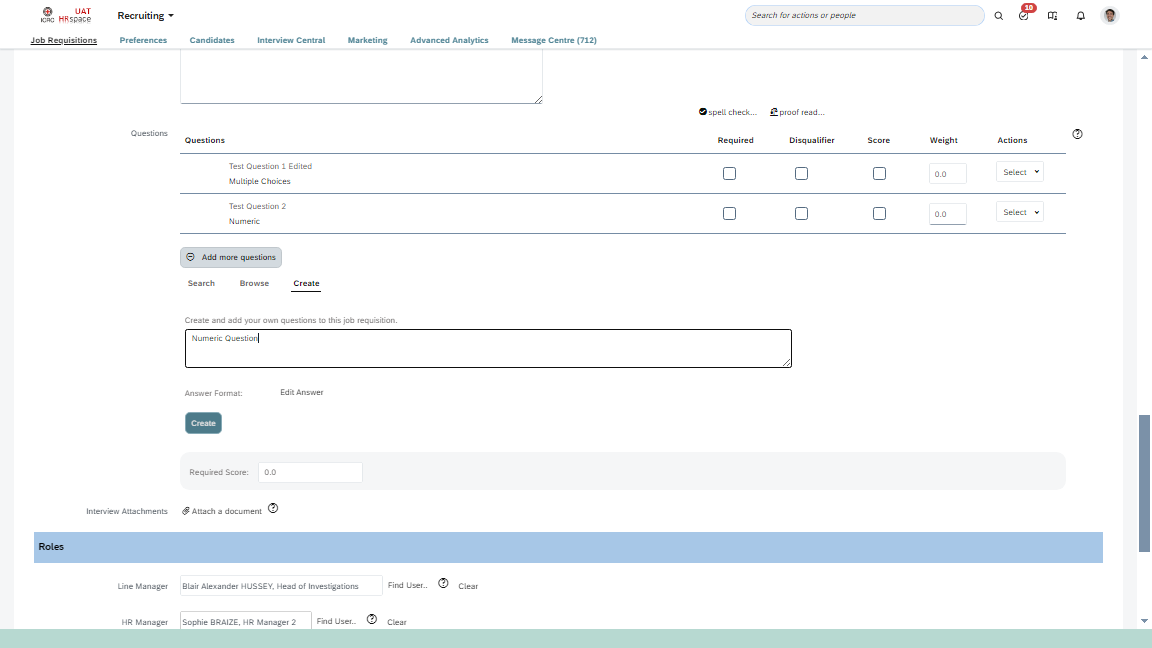 ICRC
UAT
HRspace
Recruiting
Search for actions or people
10
Job Requisitions
Preferences
Candidates
Interview Central
Marketing
Advanced Analytics
Message Centre (712)
spell check...
proof read...
Questions
Questions
Required
Disqualifier
Score
Weight
Actions
Test Question 1 Edited
Multiple Choices
0.0
Select
Test Question 2
Numeric
0.0
Select
Add more questions
Search
Browse
Create
Create and add your own questions to this job requisition.
Numeric Question
Answer Format:
Edit Answer
Create
Required Score:
0.0
Interview Attachments
Attach a document
Roles
Line Manager
Blair Alexander HUSSEY, Head of Investigations
Find User..
Clear
HR Manager
Sophie BRAIZE, HR Manager 2
Find User..
Clear